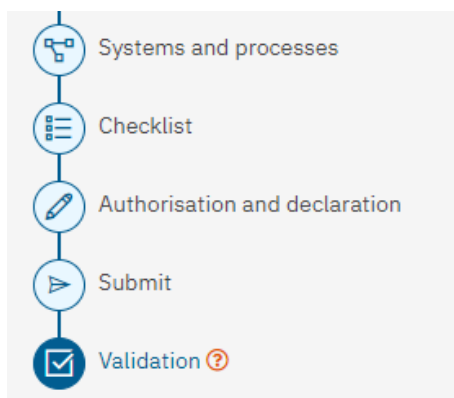 Systems and processes
Checklist
Authorisation and declaration
Submit
Validation ?